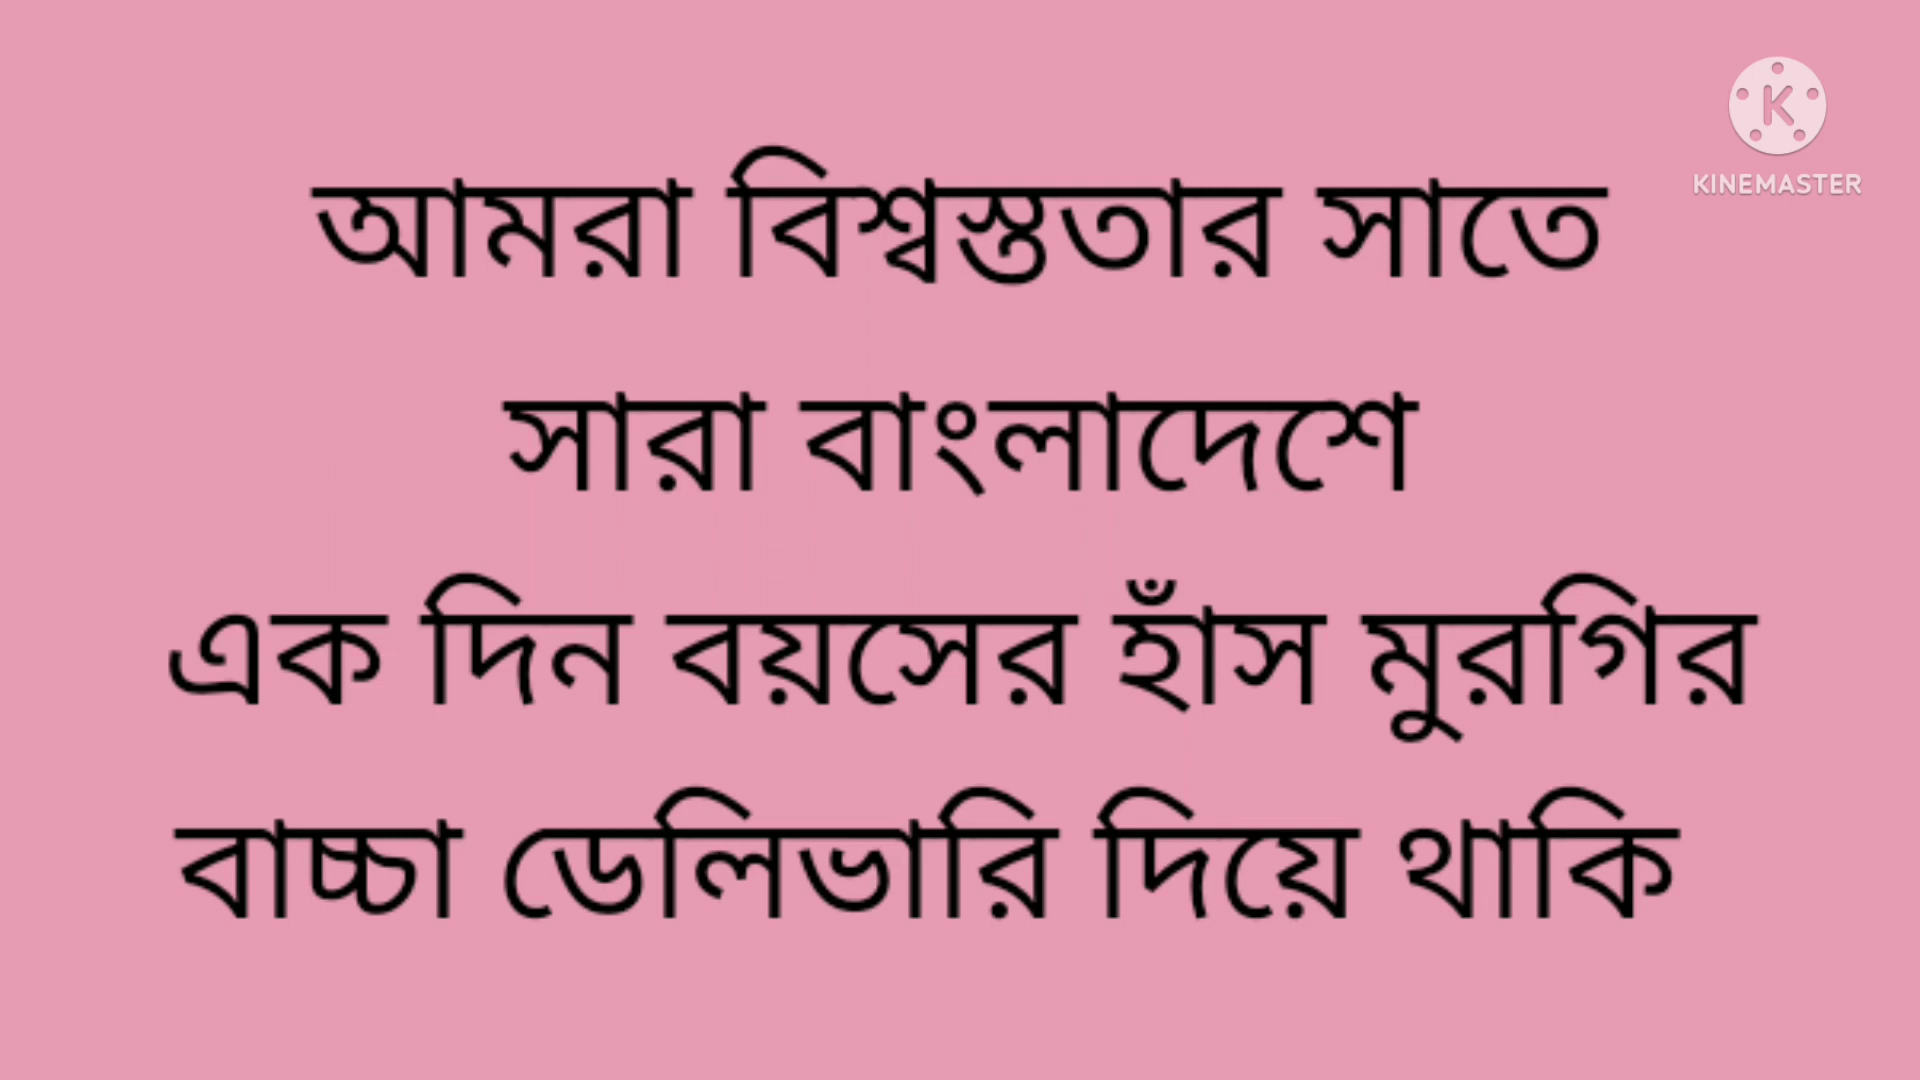 KINEMASTER
আমরা বিশ্বস্ততার সাতে
সারা বাংলাদেশে
এক দিন বয়সের হাঁস মুরগির
বাচ্চা ডেলিভারি দিয়ে থাকি